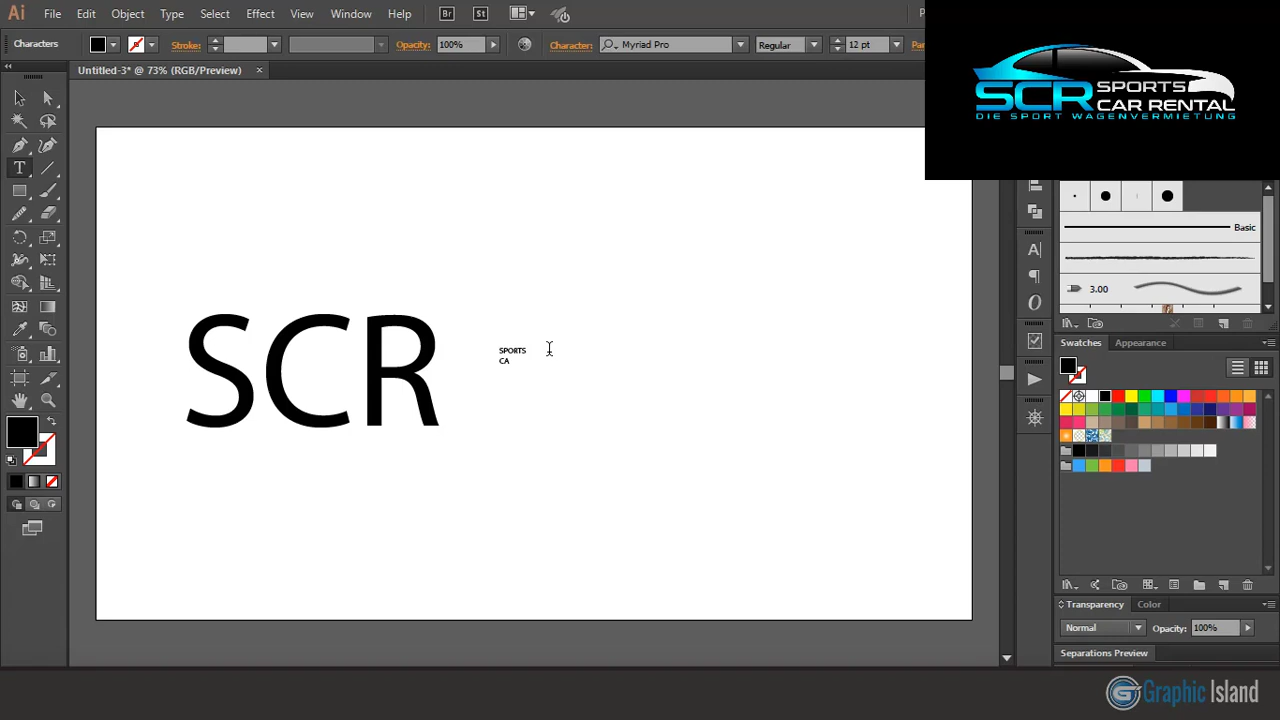 Ai File Edit Object Type Select Effect View Window Help Br St
Characters Stroke: Opacity: 100% Character: Myriad Pro Regular 12 pt Par
Untitled-3* @ 73% (RGB/Preview) ×
SCR SPORTS
CAR RENTAL
DIE SPORT WAGENVERMIETUNG
SCR
SPORTS
CA
Basic
3.00
Swatches Appearance
Transparency Color
Normal Opacity: 100%
Separations Preview
Graphic Island